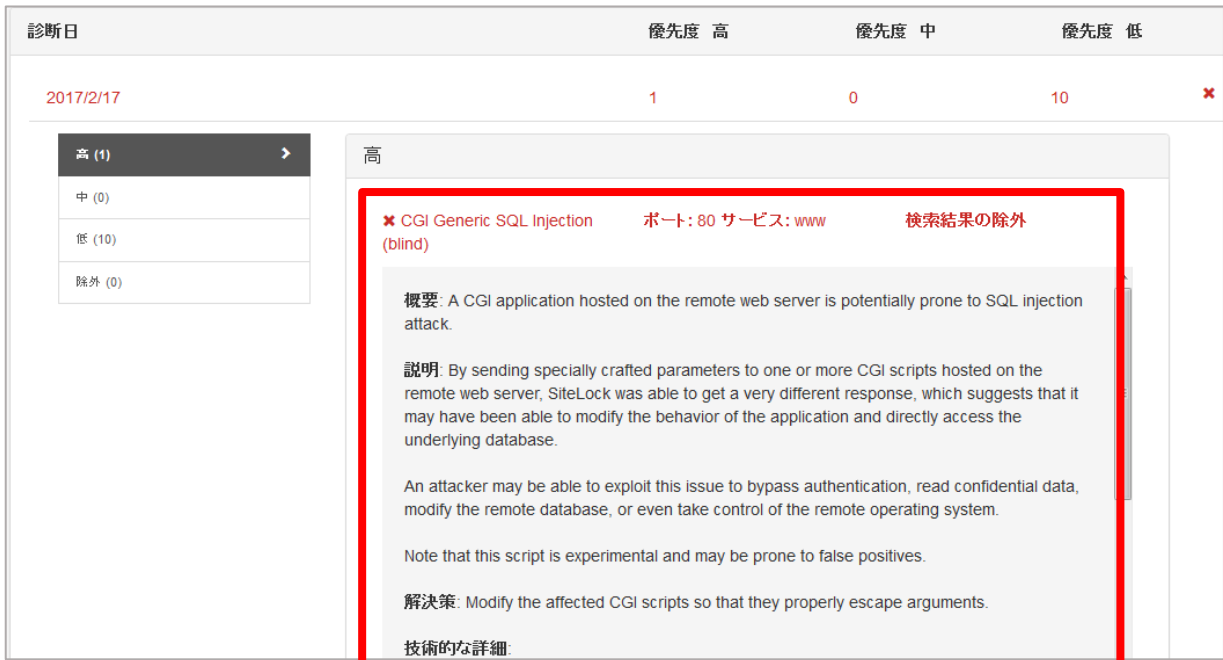 診断日 優先度 高 優先度 中 優先度 低
2017/2/17 1 0 10 ✖
高 (1)
中 (0)
低 (10)
除外 (0)
高
✖ CGI Generic SQL Injection (blind) ポート: 80 サービス: www 検索結果の除外
概要: A CGI application hosted on the remote web server is potentially prone to SQL injection
attack.
説明: By sending specially crafted parameters to one or more CGI scripts hosted on the
remote web server, SiteLock was able to get a very different response, which suggests that it
may have been able to modify the behavior of the application and directly access the
underlying database.
An attacker may be able to exploit this issue to bypass authentication, read confidential data,
modify the remote database, or even take control of the remote operating system.
Note that this script is experimental and may be prone to false positives.
解決策: Modify the affected CGI scripts so that they properly escape arguments.
技術的な詳細: